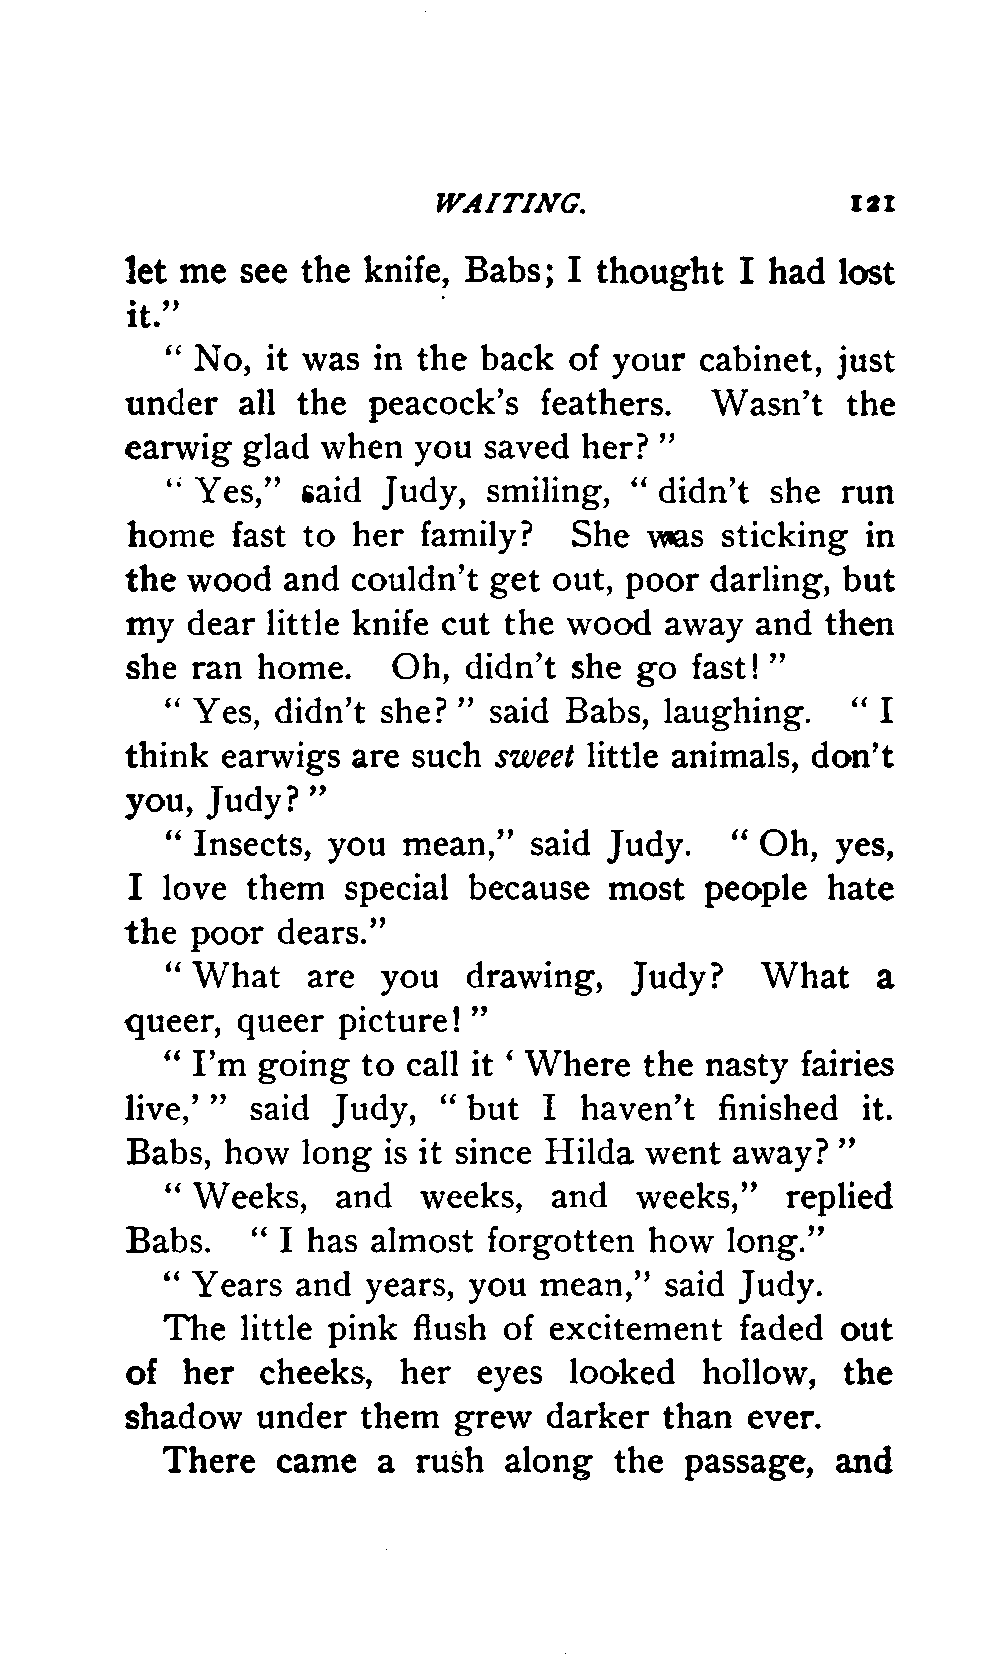 WAITING. 121
let me see the knife, Babs; I thought I had lost
it."
" No, it was in the back of your cabinet, just
under all the peacock's feathers. Wasn't the
earwig glad when you saved her? "
" Yes," said Judy, smiling, " didn't she run
home fast to her family? She was sticking in
the wood and couldn't get out, poor darling, but
my dear little knife cut the wood away and then
she ran home. Oh, didn't she go fast! "
" Yes, didn't she? " said Babs, laughing. " I
think earwigs are such sweet little animals, don't
you, Judy? "
" Insects, you mean," said Judy. " Oh, yes,
I love them special because most people hate
the poor dears."
" What are you drawing, Judy? What a
queer, queer picture! "
" I'm going to call it ' Where the nasty fairies
live,' " said Judy, " but I haven't finished it.
Babs, how long is it since Hilda went away? "
" Weeks, and weeks, and weeks," replied
Babs. " I has almost forgotten how long."
" Years and years, you mean," said Judy.
The little pink flush of excitement faded out
of her cheeks, her eyes looked hollow, the
shadow under them grew darker than ever.
There came a rush along the passage, and